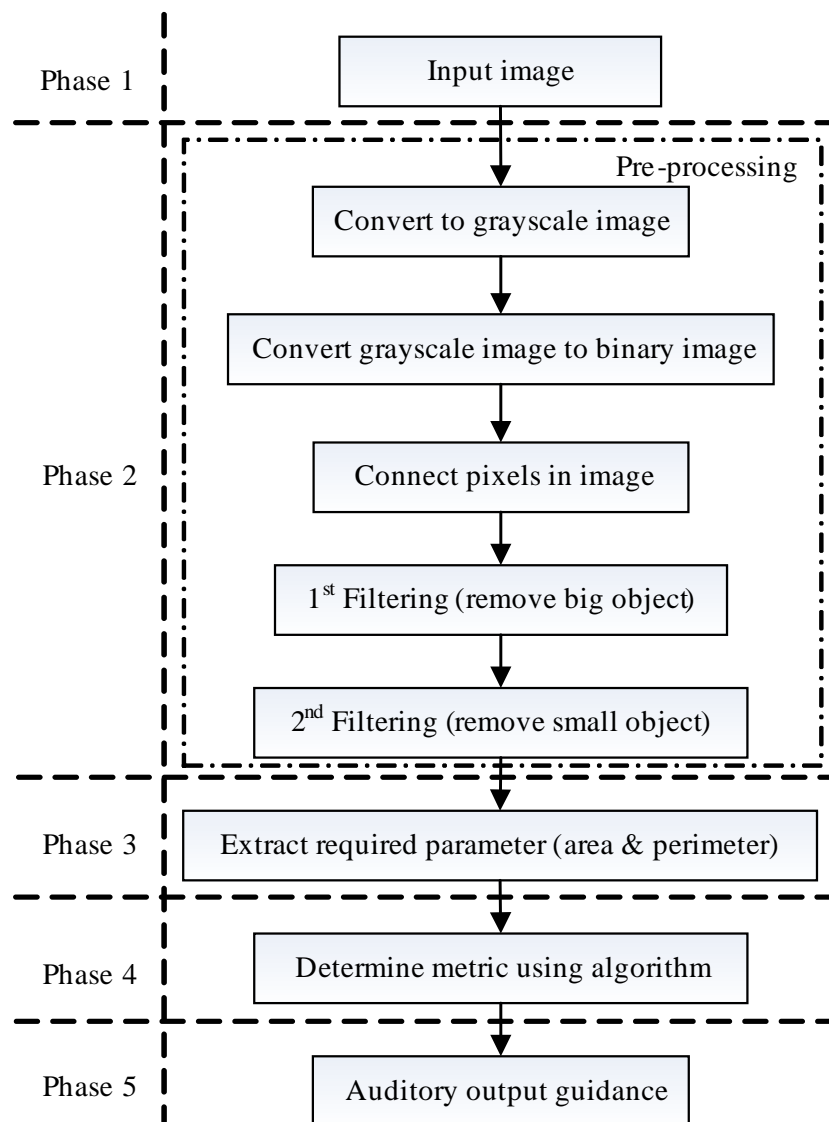 Phase 1
Input image
Pre-processing
Convert to grayscale image
Convert grayscale image to binary image
Phase 2
Connect pixels in image
1st Filtering (remove big object)
2nd Filtering (remove small object)
Phase 3
Extract required parameter (area & perimeter)
Phase 4
Determine metric using algorithm
Phase 5
Auditory output guidance